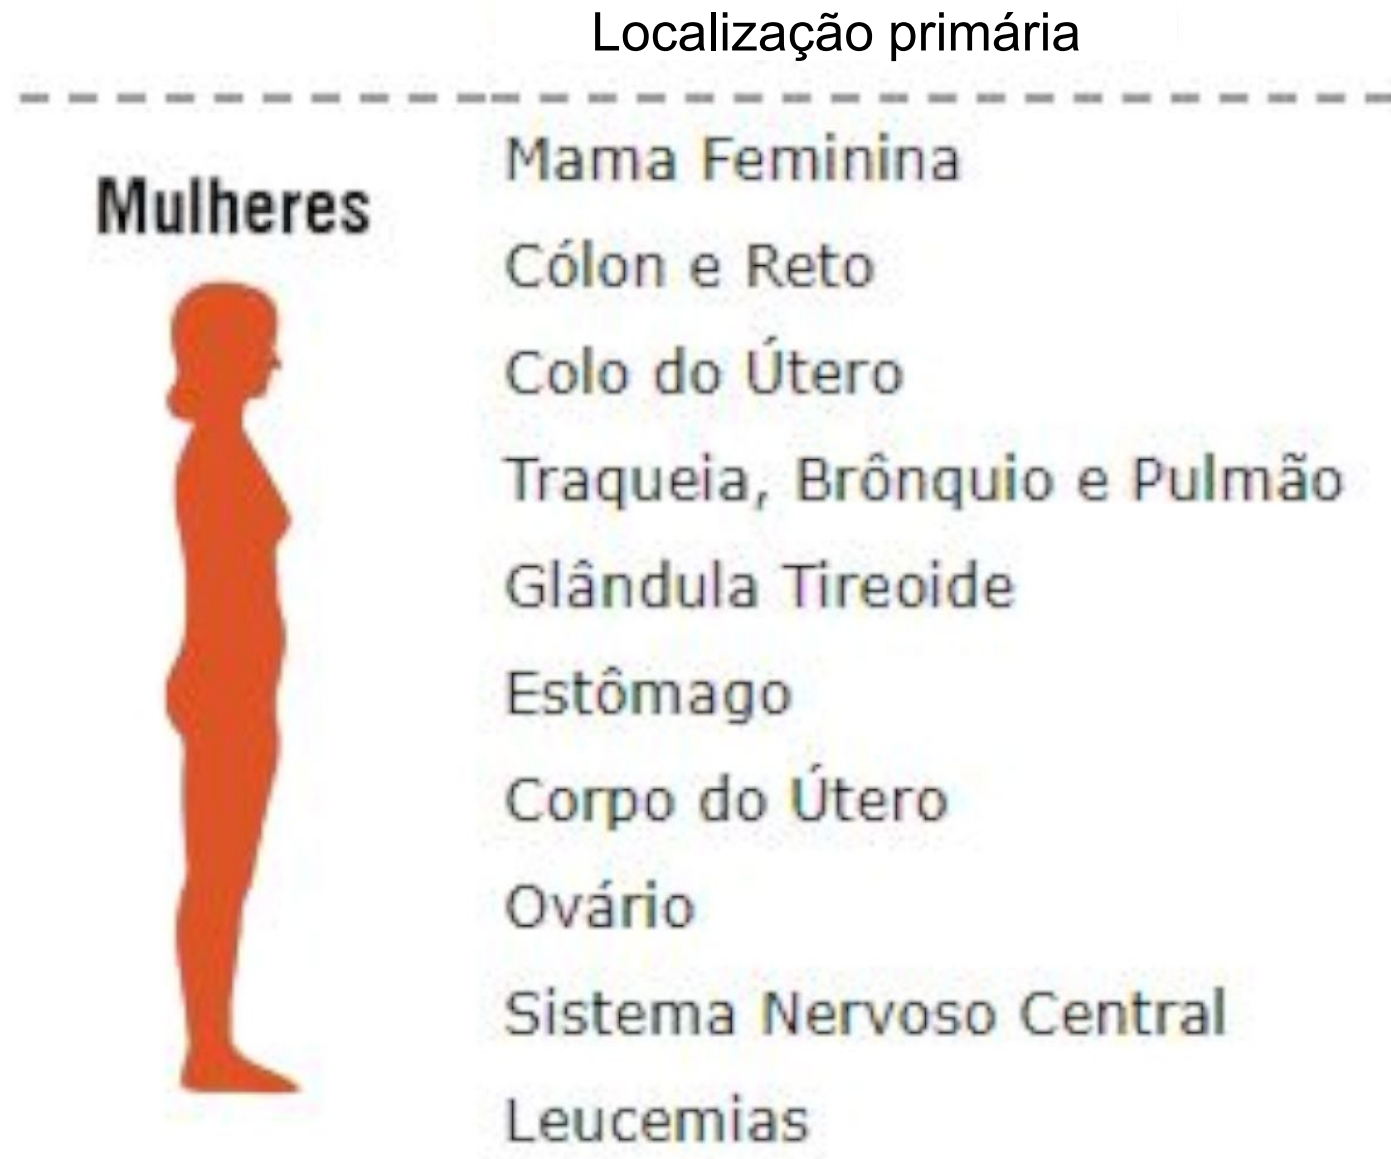 Localização primária
Mulheres
Mama Feminina
Cólon e Reto
Colo do Útero
Traqueia, Brônquio e Pulmão
Glândula Tireoide
Estômago
Corpo do Útero
Ovário
Sistema Nervoso Central
Leucemias